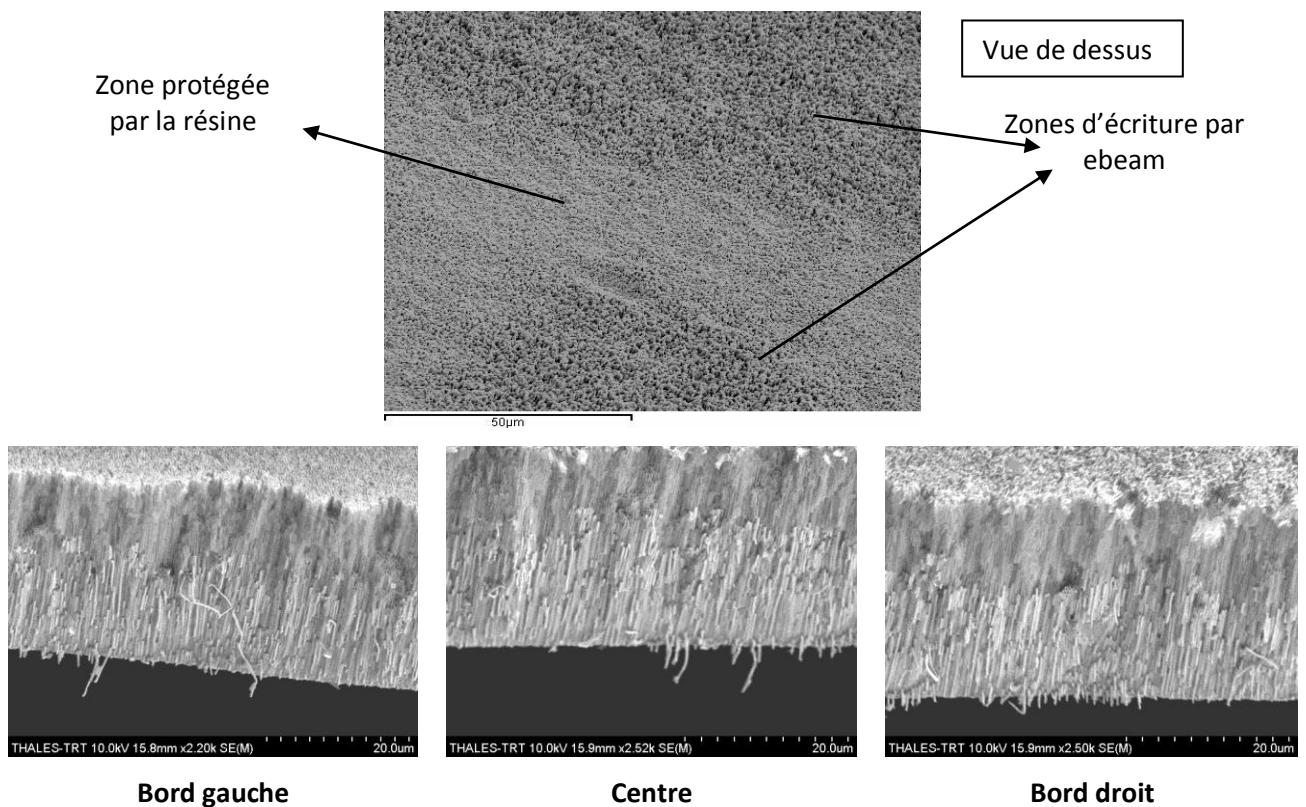 Vue de dessus
Zone protégée
par la résine
Zones d’écriture par
ebeam
50µm
THALES-TRT 10.0kV 15.8mm x2.20k SE(M)
20.0um
THALES-TRT 10.0kV 15.9mm x2.52k SE(M)
20.0um
THALES-TRT 10.0kV 15.9mm x2.50k SE(M)
20.0um
Bord gauche
Centre
Bord droit